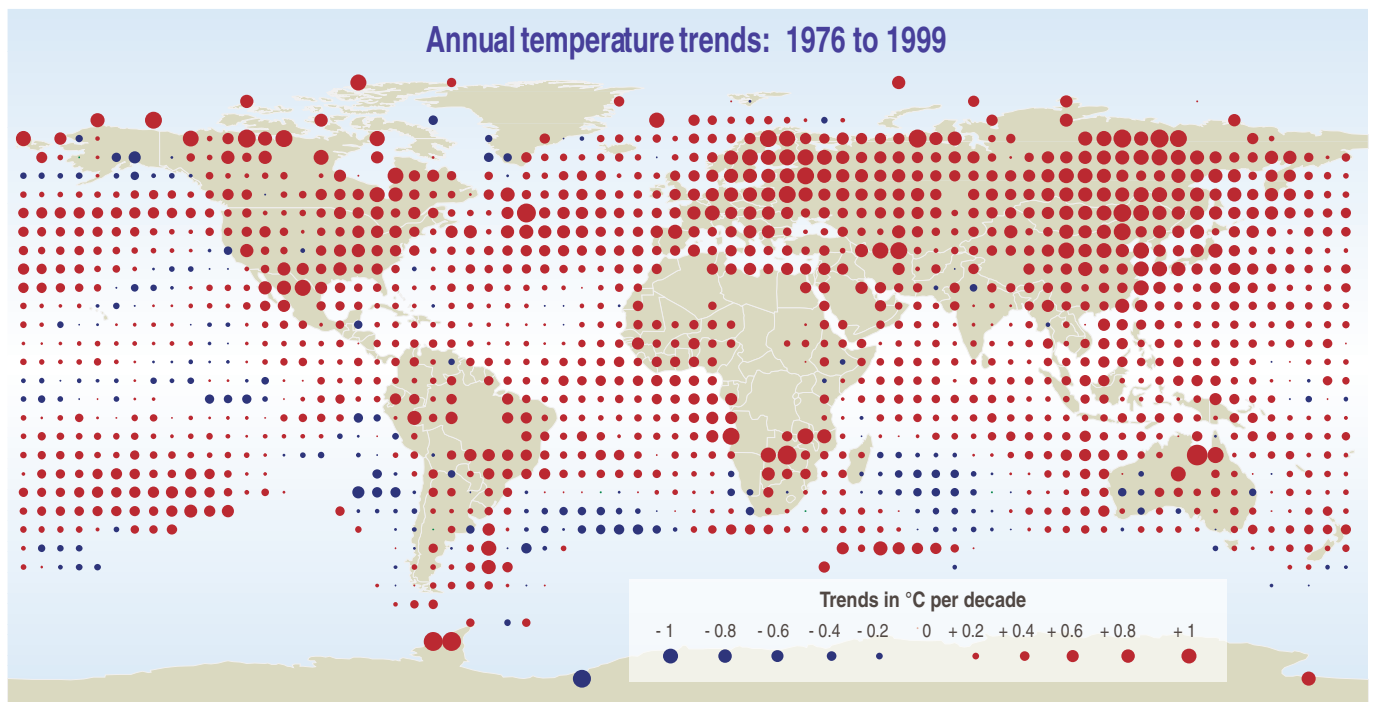 Annual temperature trends: 1976 to 1999
Trends in °C per decade
- 1 - 0.8 - 0.6 - 0.4 - 0.2 0 + 0.2 + 0.4 + 0.6 + 0.8 + 1